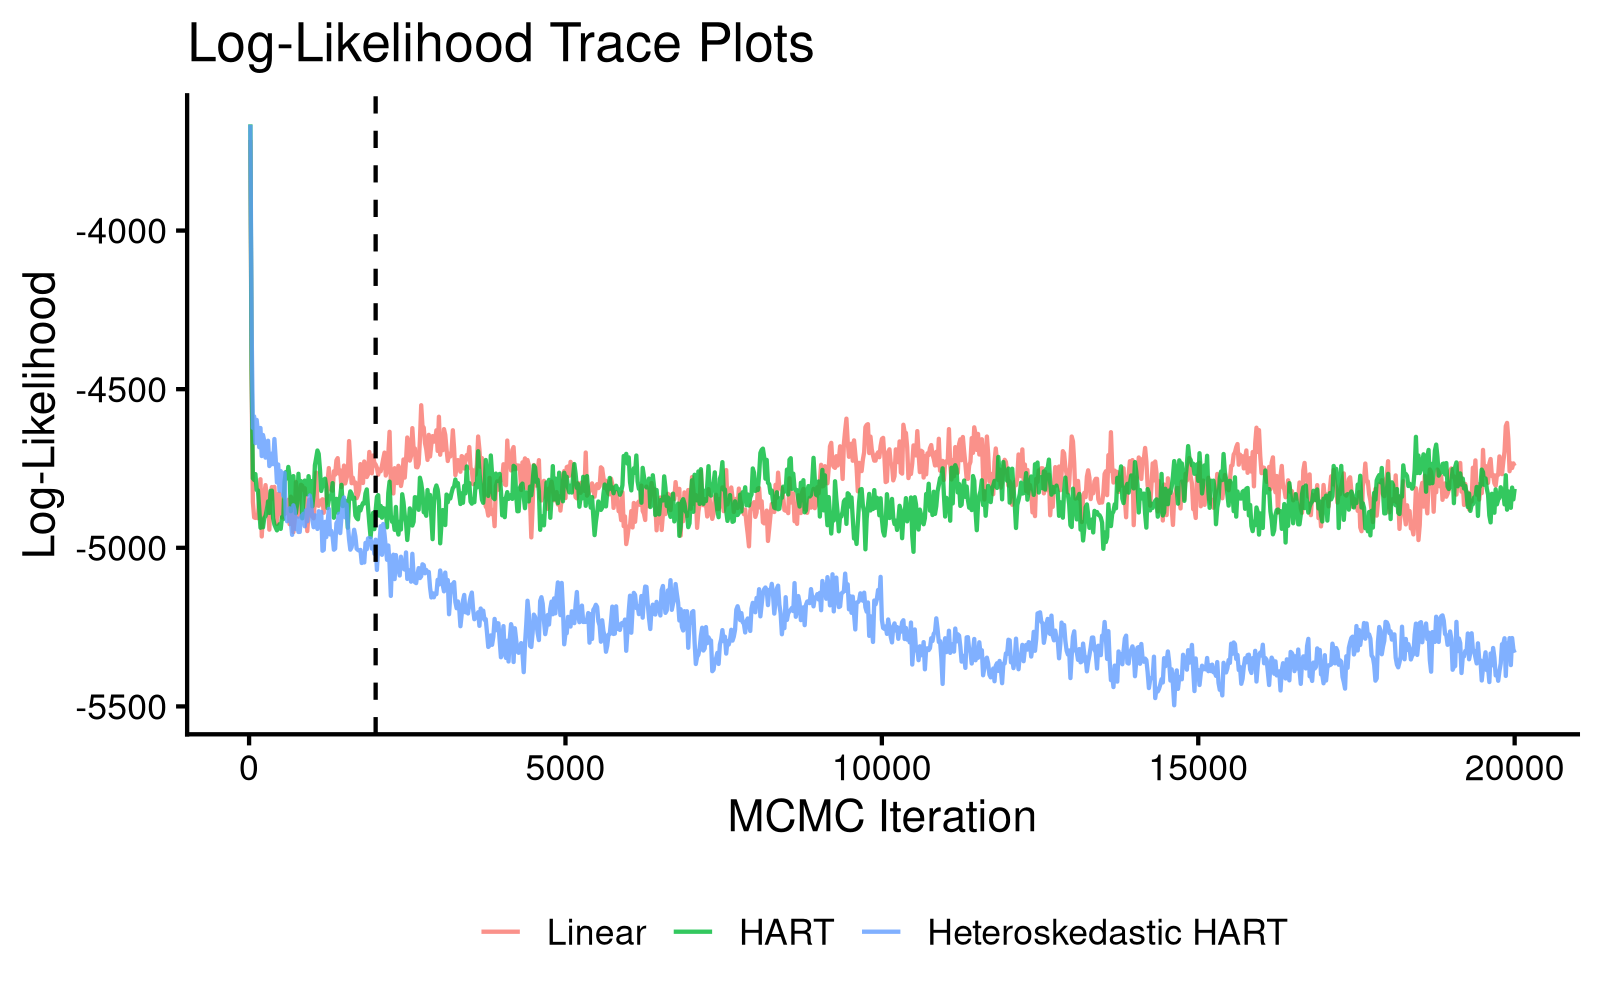 Log-Likelihood Trace Plots
Log-Likelihood
-4000
-4500
-5000
-5500
0 5000 10000 15000 20000
MCMC Iteration
Linear HART Heteroskedastic HART